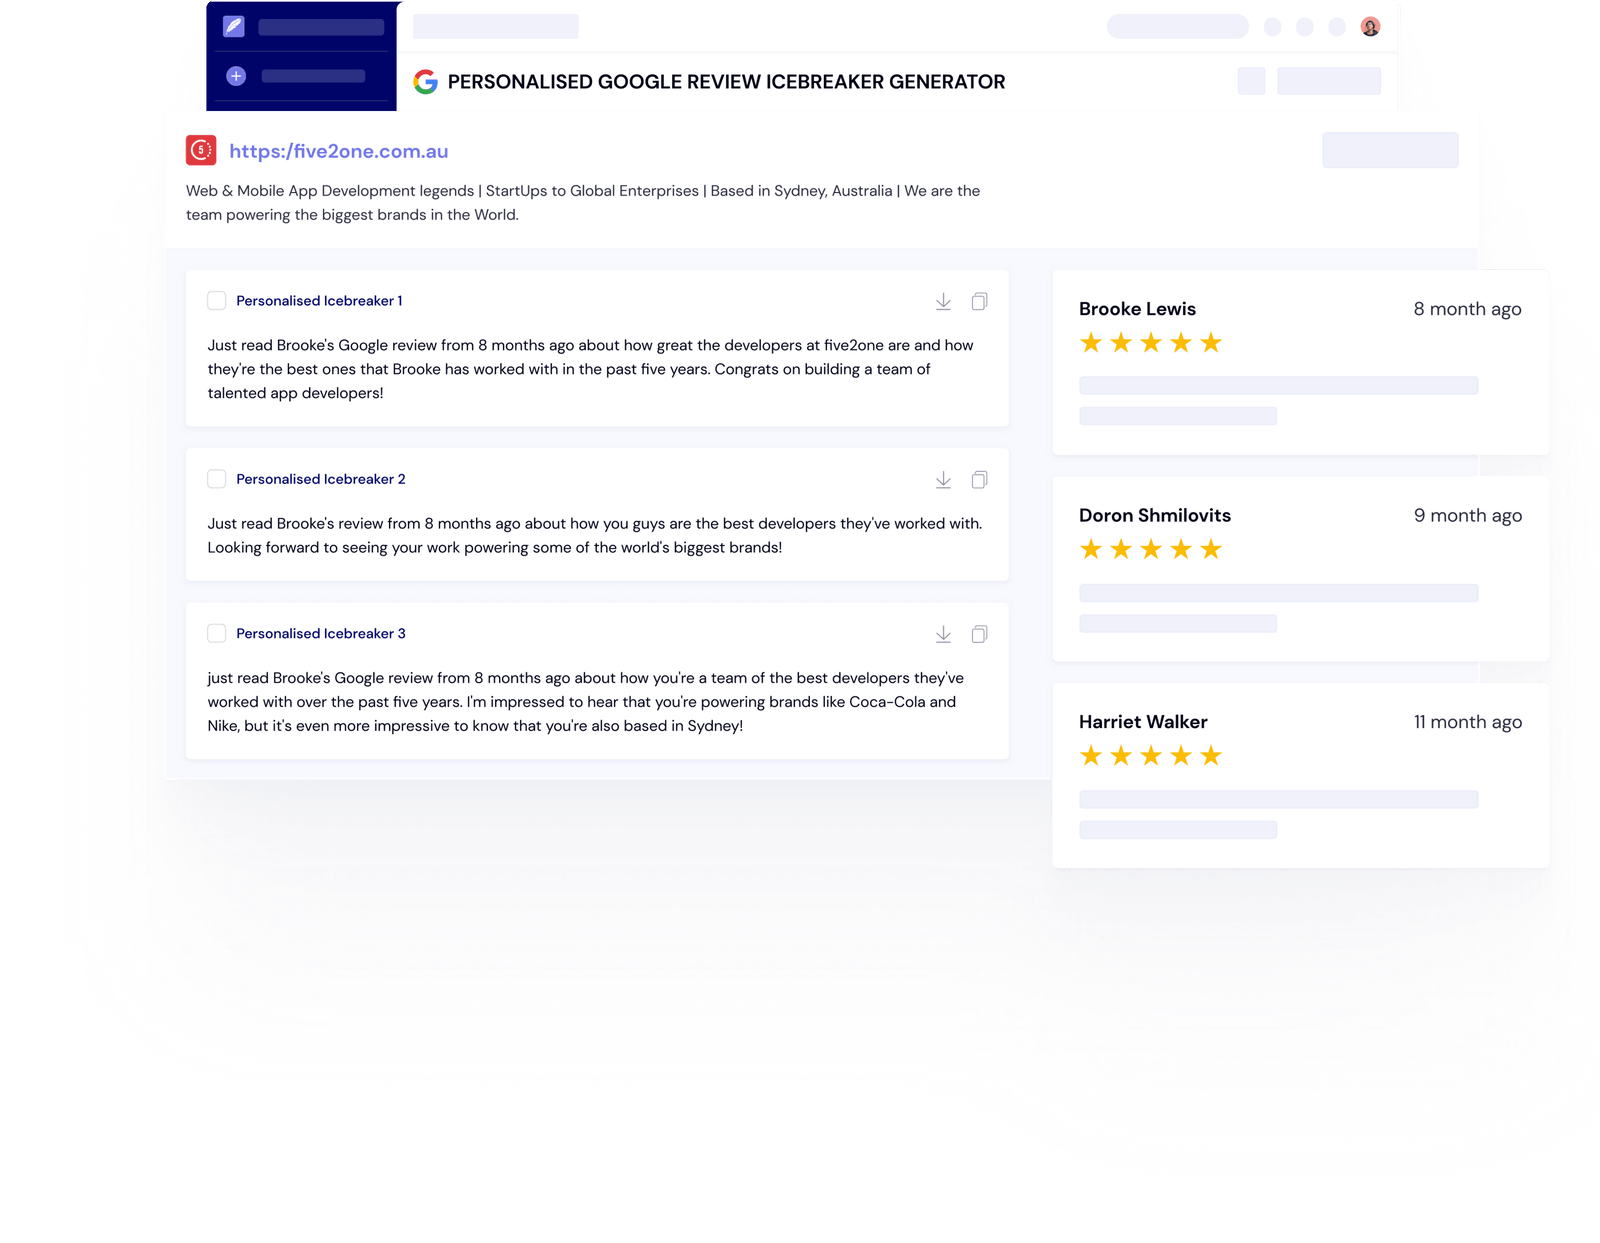 PERSONALISED GOOGLE REVIEW ICEBREAKER GENERATOR
5
https:/five2one.com.au
Web & Mobile App Development legends | StartUps to Global Enterprises | Based in Sydney, Australia | We are the
team powering the biggest brands in the World.
Personalised Icebreaker 1
Just read Brooke's Google review from 8 months ago about how great the developers at five2one are and how
they're the best ones that Brooke has worked with in the past five years. Congrats on building a team of
talented app developers!
Personalised Icebreaker 2
Just read Brooke's review from 8 months ago about how you guys are the best developers they've worked with.
Looking forward to seeing your work powering some of the world's biggest brands!
Personalised Icebreaker 3
just read Brooke's Google review from 8 months ago about how you're a team of the best developers they've
worked with over the past five years. I'm impressed to hear that you're powering brands like Coca-Cola and
Nike, but it's even more impressive to know that you're also based in Sydney!
Brooke Lewis 8 month ago
Doron Shmilovits 9 month ago
Harriet Walker 11 month ago